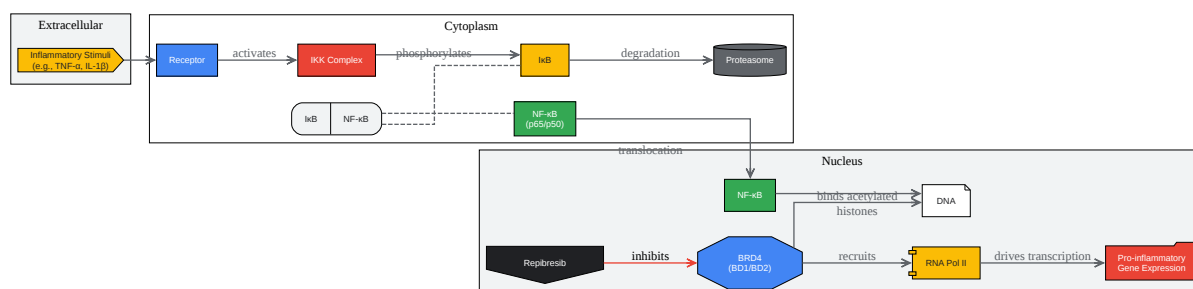 Extracellular
Cytoplasm
Inflammatory Stimuli
(e.g., TNF-α, IL-1β)
Receptor
activates
IKK Complex
phosphorylates
IκB
degradation
Proteasome
IκB
NF-κB
NF-κB
(p65/p50)
translocation
Nucleus
NF-κB
binds acetylated
histones
DNA
Repibresib
inhibits
BRD4
(BD1/BD2)
recruits
RNA Pol II
drives transcription
Pro-inflammatory
Gene Expression